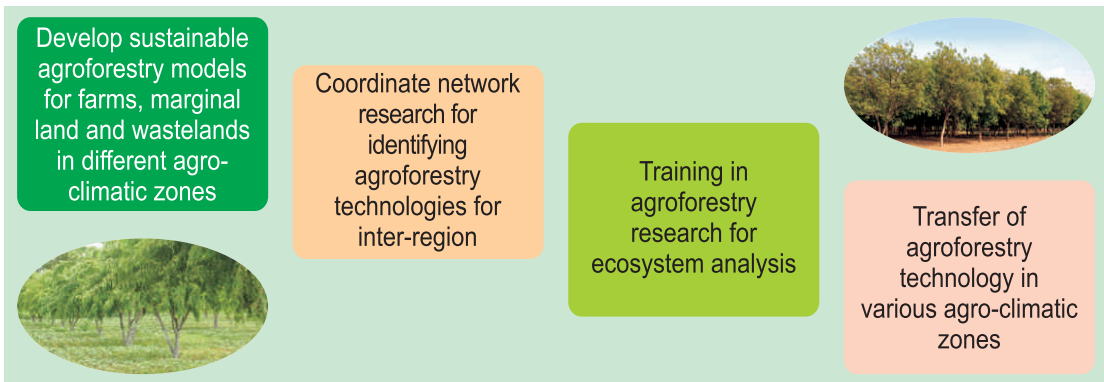 Develop sustainable
agroforestry models
for farms, marginal
land and wastelands
in different agro-
climatic zones
Coordinate network
research for
identifying
agroforestry
technologies for
inter-region
Training in
agroforestry
research for
ecosystem analysis
Transfer of
agroforestry
technology in
various agro-climatic
zones